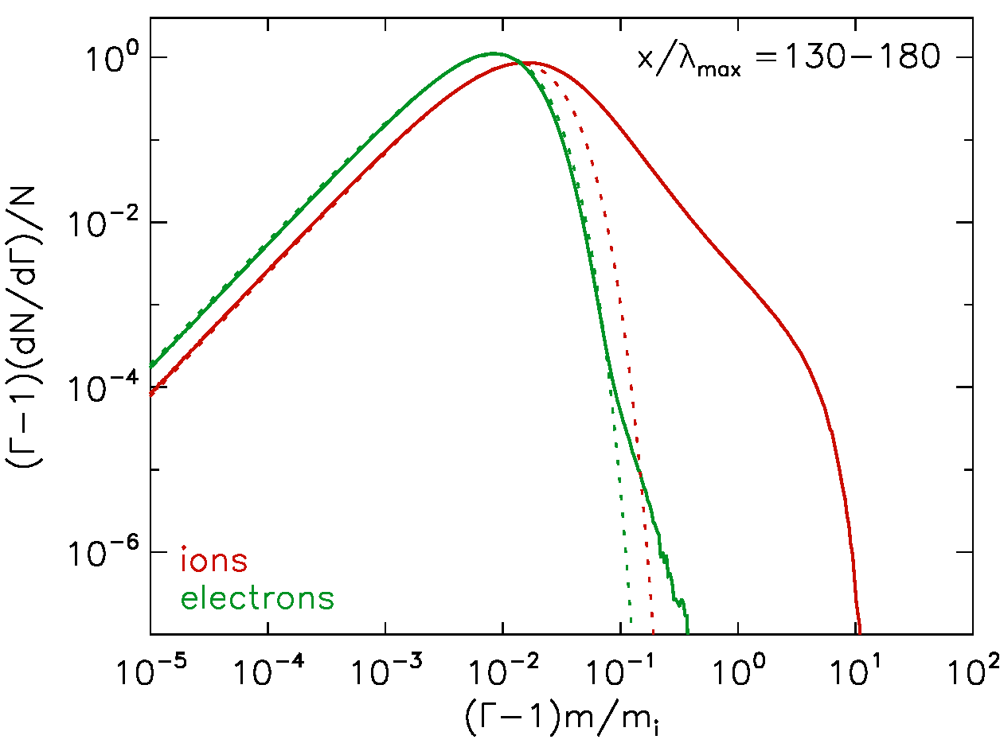 x/λmax =130−180
(Γ−1)(dN/dΓ)/N
10^0
10^-2
10^-4
10^-6
ions
electrons
10^-5 10^-4 10^-3 10^-2 10^-1 10^0 10^1 10^2
(Γ−1)m/mi